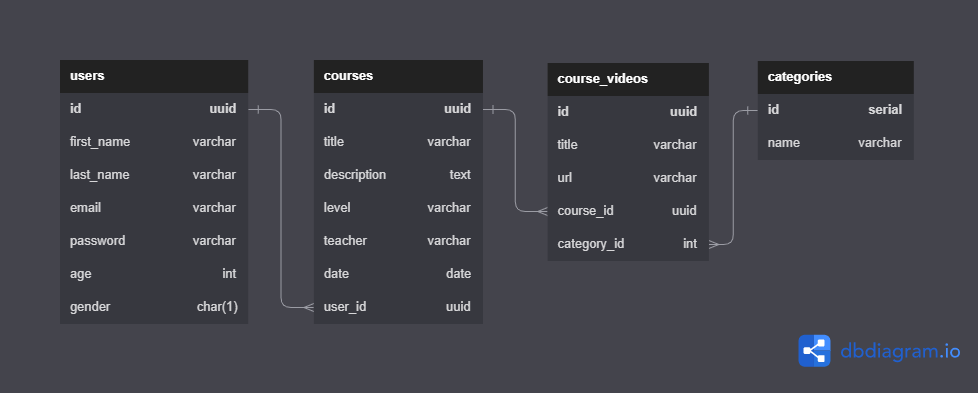 users
id uuid
first_name varchar
last_name varchar
email varchar
password varchar
age int
gender char(1)
courses
id uuid
title varchar
description text
level varchar
teacher varchar
date date
user_id uuid
course_videos
id uuid
title varchar
url varchar
course_id uuid
category_id int
categories
id serial
name varchar
dbdiagram.io